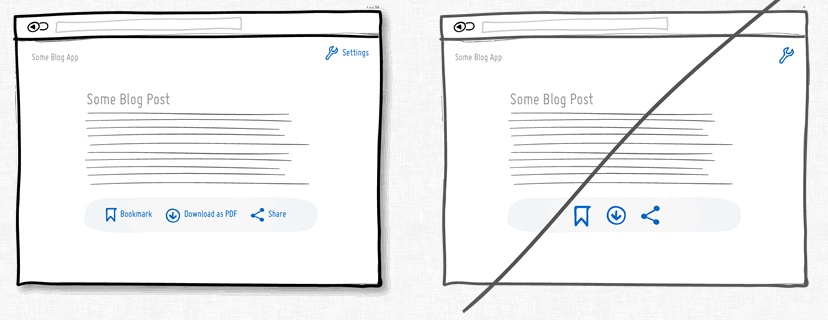 Some Blog App
Settings
Some Blog Post
Bookmark Download as PDF Share
Some Blog App
Some Blog Post